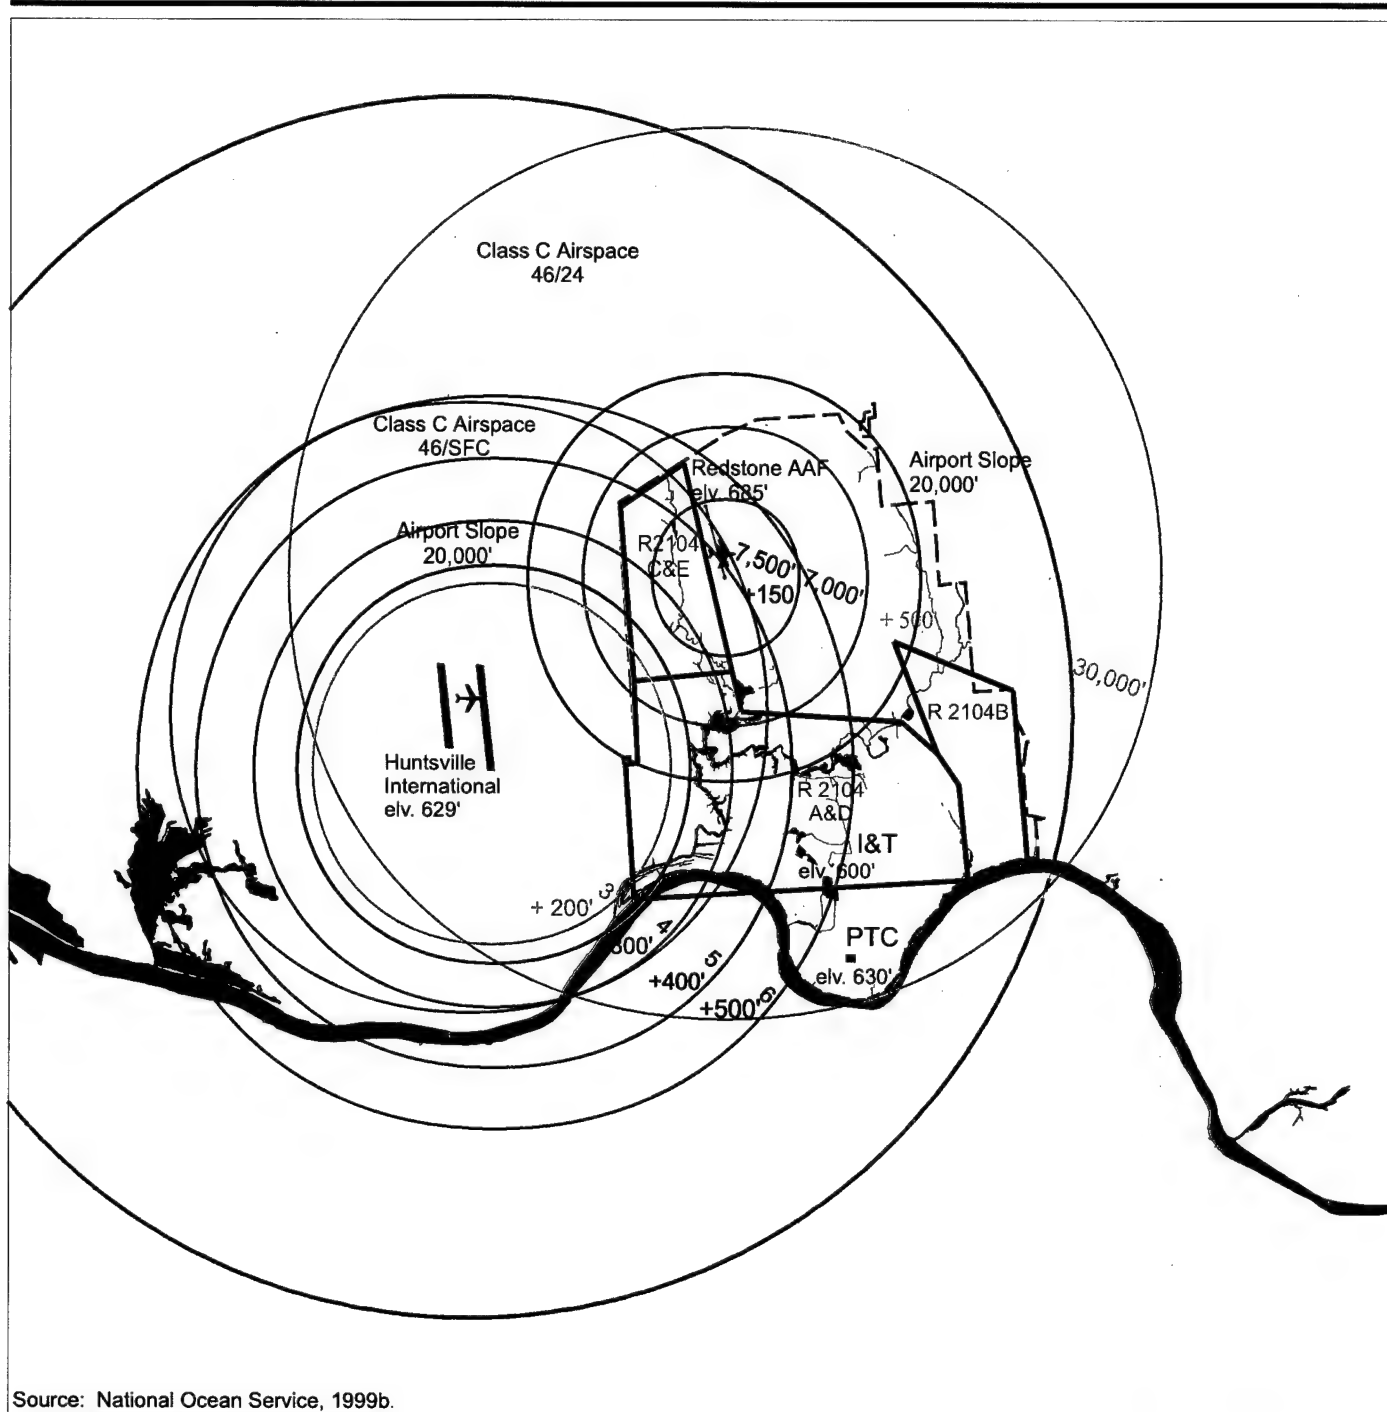 Class C Airspace
46/24
Class C Airspace
46/SFC
Airport Slope
20,000'
Redstone AAF
elv. 685'
Airport Slope
20,000'
R2104
C&E
7,500'
+150
7,000'
+ 500'
30,000'
R 2104B
Huntsville
International
elv. 629'
R 2104
A&D
I&T
elv. 600'
+ 200'
3
4
300'
5
+400'
6
+500'
PTC
elv. 630'
Source: National Ocean Service, 1999b.